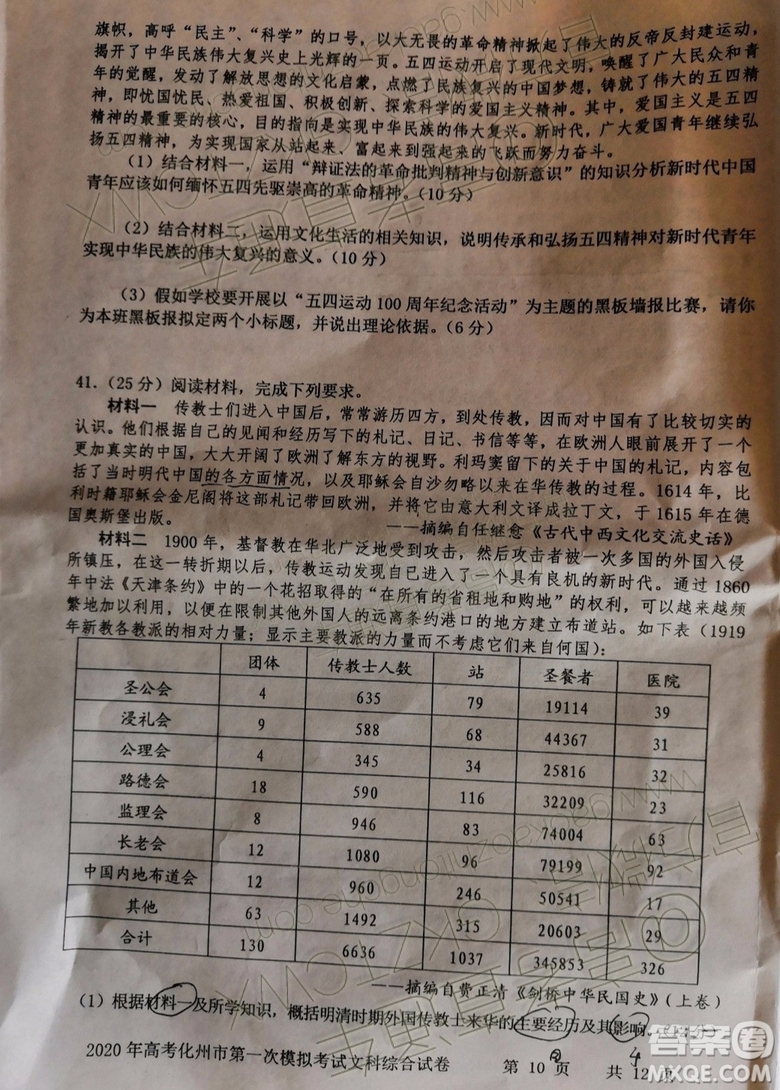 旗帜，高呼“民主”、“科学”的口号，以大无畏的革命精神掀起了伟大的反帝反封建运动，
揭开了中华民族伟大复兴史上光辉的一页。五四运动开启了现代文明，唤醒了广大民众和青
年的觉醒，发动了解放思想的文化启蒙，点燃了民族复兴的中国梦想，铸就了伟大的五四精
神，即忧国忧民、热爱祖国、积极创新、探索科学的爱国主义精神。其中，爱国主义是五四
精神的最重要的核心，目的指向是实现中华民族的伟大复兴。新时代，广大爱国青年继续弘
扬五四精神，为实现国家从站起来、富起来到强起来的飞跃而努力奋斗。
（1）结合材料一，运用“辩证法的革命批判精神与创新意识”的知识分析新时代中国
青年应该如何缅怀五四先驱崇高的革命精神。（10 分）
（2）结合材料二，运用文化生活的相关知识，说明传承和弘扬五四精神对新时代青年
实现中华民族的伟大复兴的意义。（10 分）
（3）假如学校要开展以“五四运动 100 周年纪念活动”为主题的黑板墙报比赛，请你
为本班黑板报拟定两个小标题，并说出理论依据。（6 分）
41.（25 分）阅读材料，完成下列要求。
材料一 传教士们进入中国后，常常游历四方，到处传教，因而对中国有了比较切实的
认识。他们根据自己的见闻和经历写下的札记、日记、书信等等，在欧洲人眼前展开了一个
更加真实的中国，大大开阔了欧洲了解东方的视野。利玛窦留下的关于中国的札记，内容包
括了当时明代中国的各方面情况，以及耶稣会自沙勿略以来在华传教的过程。1614 年，比
利时籍耶稣会金尼阁将这部札记带回欧洲，并将它由意大利文译成拉丁文，于 1615 年在德
国奥斯堡出版。
——摘编自任继愈《古代中西文化交流史话》
材料二 1900 年，基督教在华北广泛地受到攻击，然后攻击者被一次多国的外国入侵
所镇压，在这一转折期以后，传教运动发现自己已进入了一个具有良机的新时代。通过 1860
年中法《天津条约》中的一个花招取得的“在所有的省租地和购地”的权利，可以越来越频
繁地加以利用，以便在限制其他外国人的远离条约港口的地方建立布道站。如下表（1919
年新教各教派的相对力量；显示主要教派的力量而不考虑它们来自何国）：
团体 传教士人数 站 圣餐者 医院
圣公会 4 635 79 19114 39
浸礼会 9 588 68 44367 31
公理会 4 345 34 25816 32
路德会 18 590 116 32209 23
监理会 8 946 83 74004 63
长老会 12 1080 96 79199 92
中国内地布道会 12 960 246 50541 17
其他 63 1492 315 20603 29
合计 130 6636 1037 345853 326
——摘编自费正清《剑桥中华民国史》（上卷）
（1）根据材料一及所学知识，概括明清时期外国传教士来华的主要经历及其影响。
2020 年高考化州市第一次模拟考试文科综合试卷 第 10 页 共 12 页
答案圈
MXQE.COM